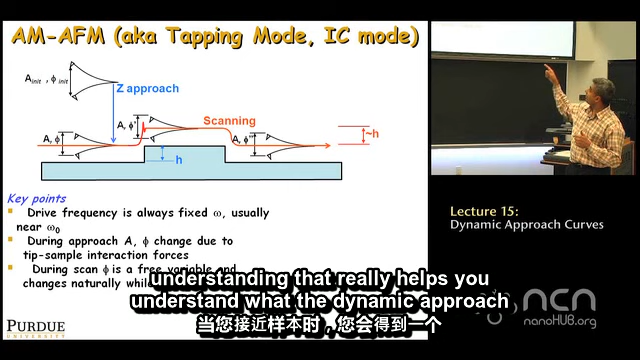 AM-AFM (aka Tapping Mode, IC mode)
Ainit , ϕinit
Z approach
Scanning
A, ϕ
A, ϕ'
A, ϕ''
h
~h
Key points
Drive frequency is always fixed ω, usually
near ω0
During approach A, ϕ change due to
tip-sample interaction forces
During scan ϕ is a free variable and
changes naturally while
PURDUE
UNIVERSITY
Lecture 15:
Dynamic Approach Curves
ncn
nanoHUB.org
understanding that really helps you
understand what the dynamic approach
当您接近样本时，您会得到一个